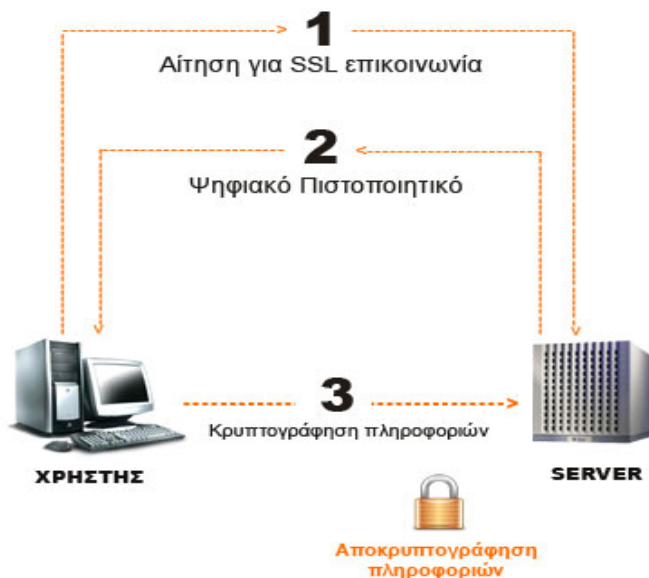 1
Αίτηση για SSL επικοινωνία
2
Ψηφιακό Πιστοποιητικό
3
Κρυπτογράφηση πληροφοριών
ΧΡΗΣΤΗΣ
SERVER
Αποκρυπτογράφηση
πληροφοριών